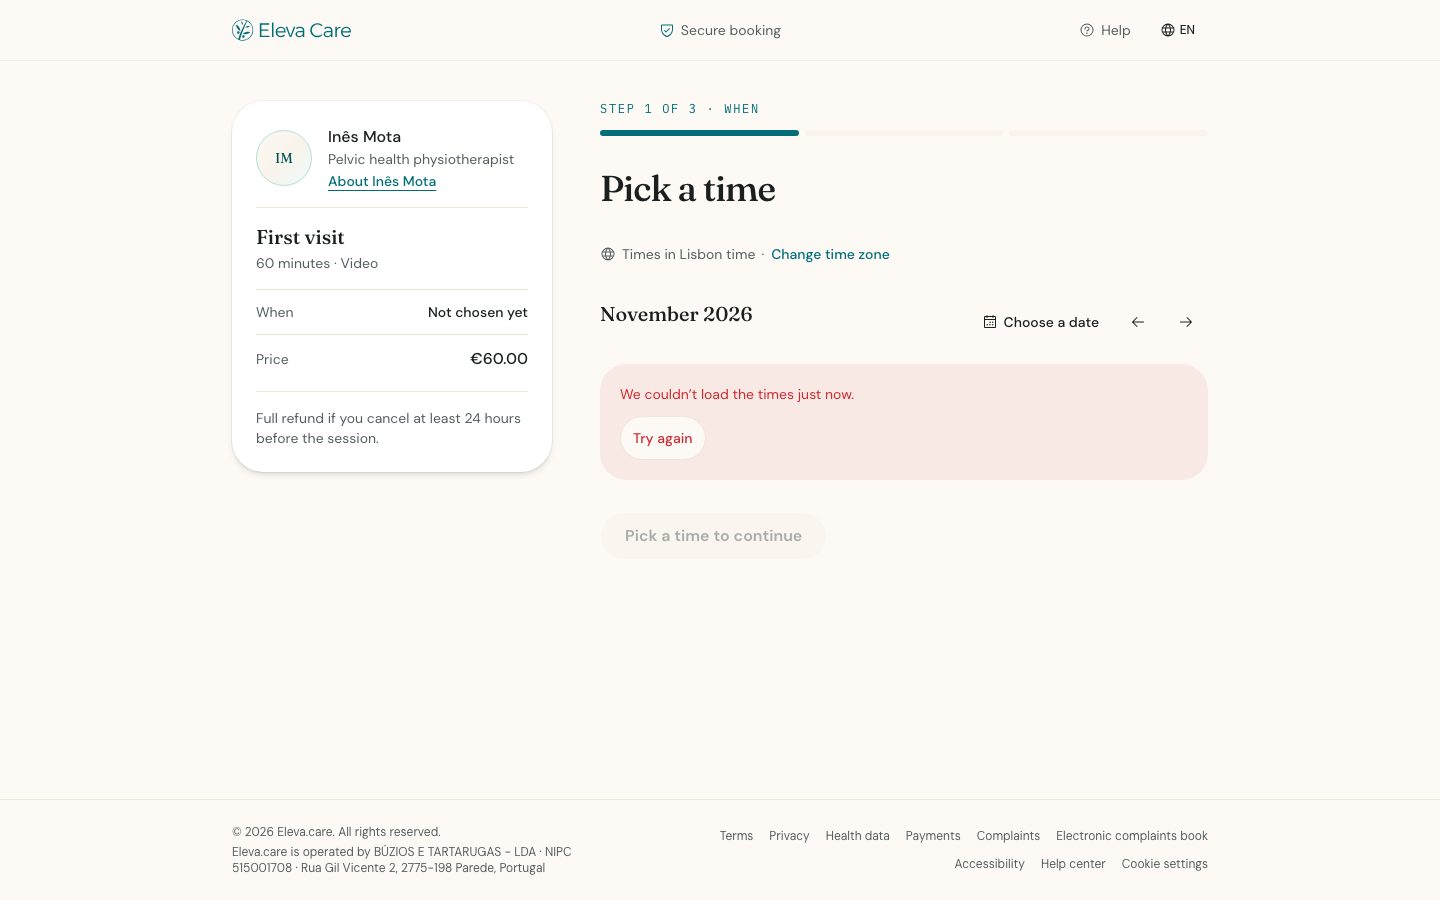 Eleva Care
Secure booking
Help
EN
IM
Inês Mota
Pelvic health physiotherapist
About Inês Mota
First visit
60 minutes · Video
When
Not chosen yet
Price
€60.00
Full refund if you cancel at least 24 hours
before the session.
STEP 1 OF 3 · WHEN
Pick a time
Times in Lisbon time · Change time zone
November 2026
Choose a date
We couldn’t load the times just now.
Try again
Pick a time to continue
© 2026 Eleva.care. All rights reserved.
Eleva.care is operated by BÚZIOS E TARTARUGAS - LDA · NIPC
515001708 · Rua Gil Vicente 2, 2775-198 Parede, Portugal
Terms Privacy Health data Payments Complaints Electronic complaints book
Accessibility Help center Cookie settings